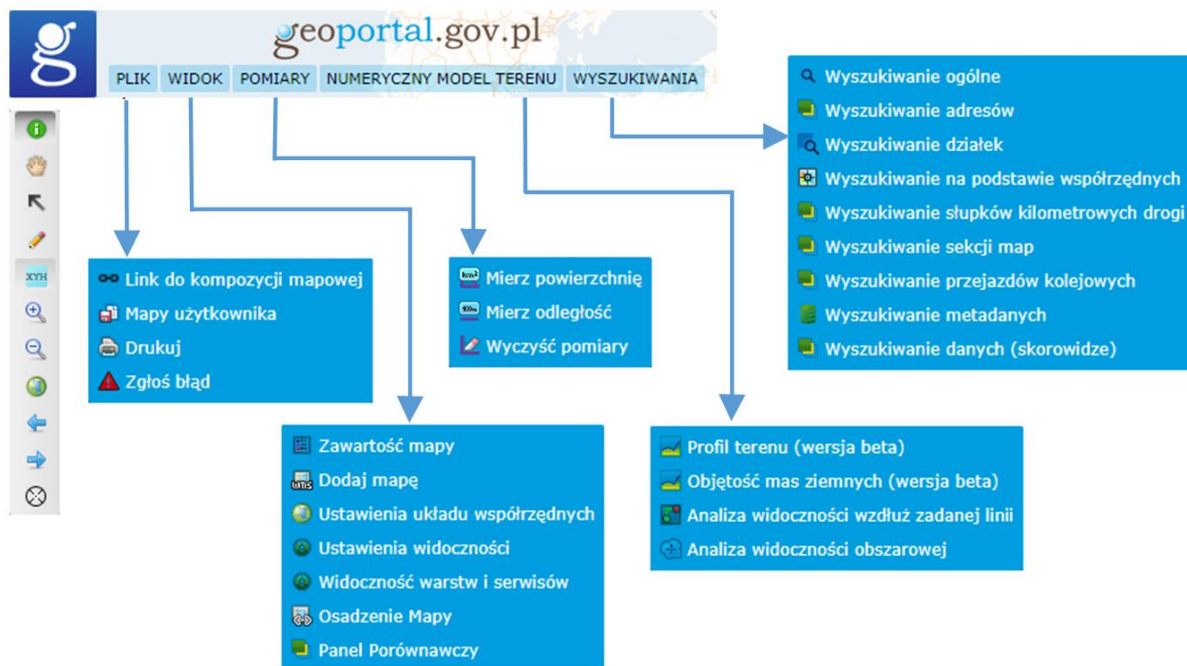 geoportal.gov.pl
PLIK WIDOK POMIARY NUMERYCZNY MODEL TERENU WYSZUKIWANIA
Wyszukiwanie ogólne
Wyszukiwanie adresów
Wyszukiwanie działek
Wyszukiwanie na podstawie współrzędnych
Wyszukiwanie słupków kilometrowych drogi
Wyszukiwanie sekcji map
Wyszukiwanie przejazdów kolejowych
Wyszukiwanie metadanych
Wyszukiwanie danych (skorowidze)
XYH
Link do kompozycji mapowej
Mapy użytkownika
Drukuj
Zgłoś błąd
km² Mierz powierzchnię
Mierz odległość
Wyczyść pomiary
Zawartość mapy
WMS Dodaj mapę
Ustawienia układu współrzędnych
Ustawienia widoczności
Widoczność warstw i serwisów
Osadzenie Mapy
Panel Porównawczy
Profil terenu (wersja beta)
Objętość mas ziemnych (wersja beta)
Analiza widoczności wzdłuż zadanej linii
Analiza widoczności obszarowej